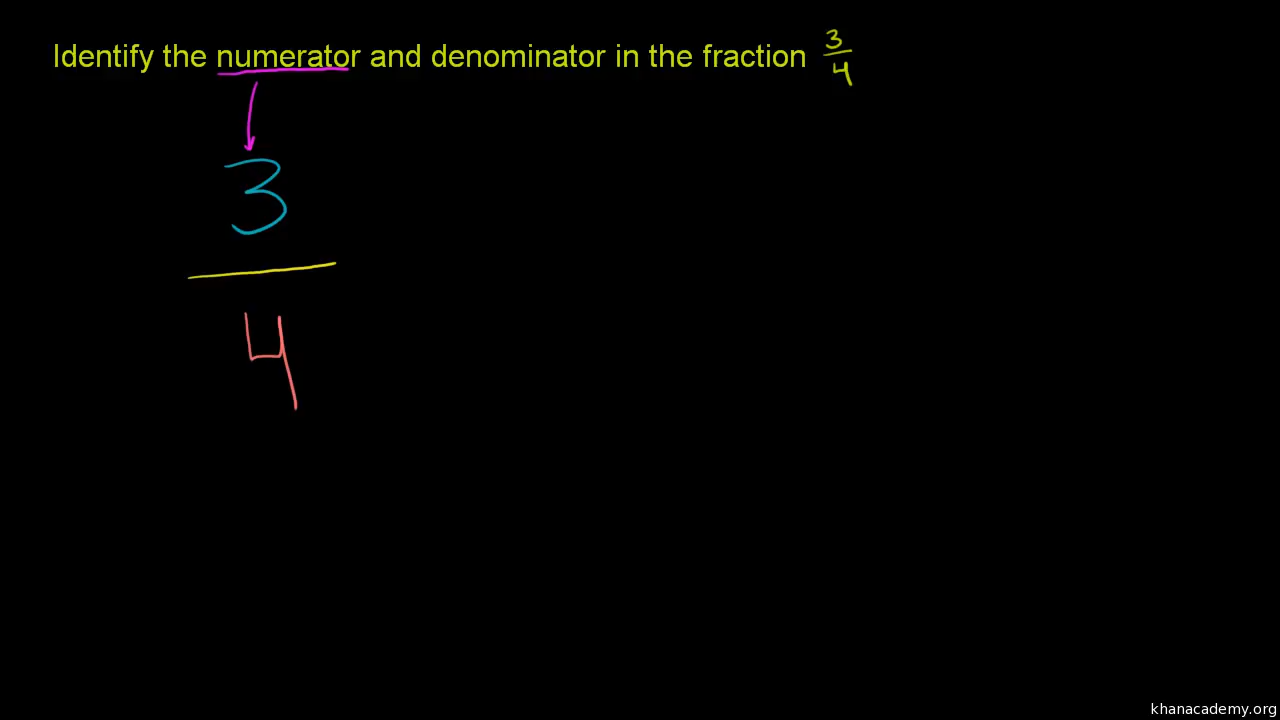 Identify the numerator and denominator in the fraction 3/4
3
4
khanacademy.org